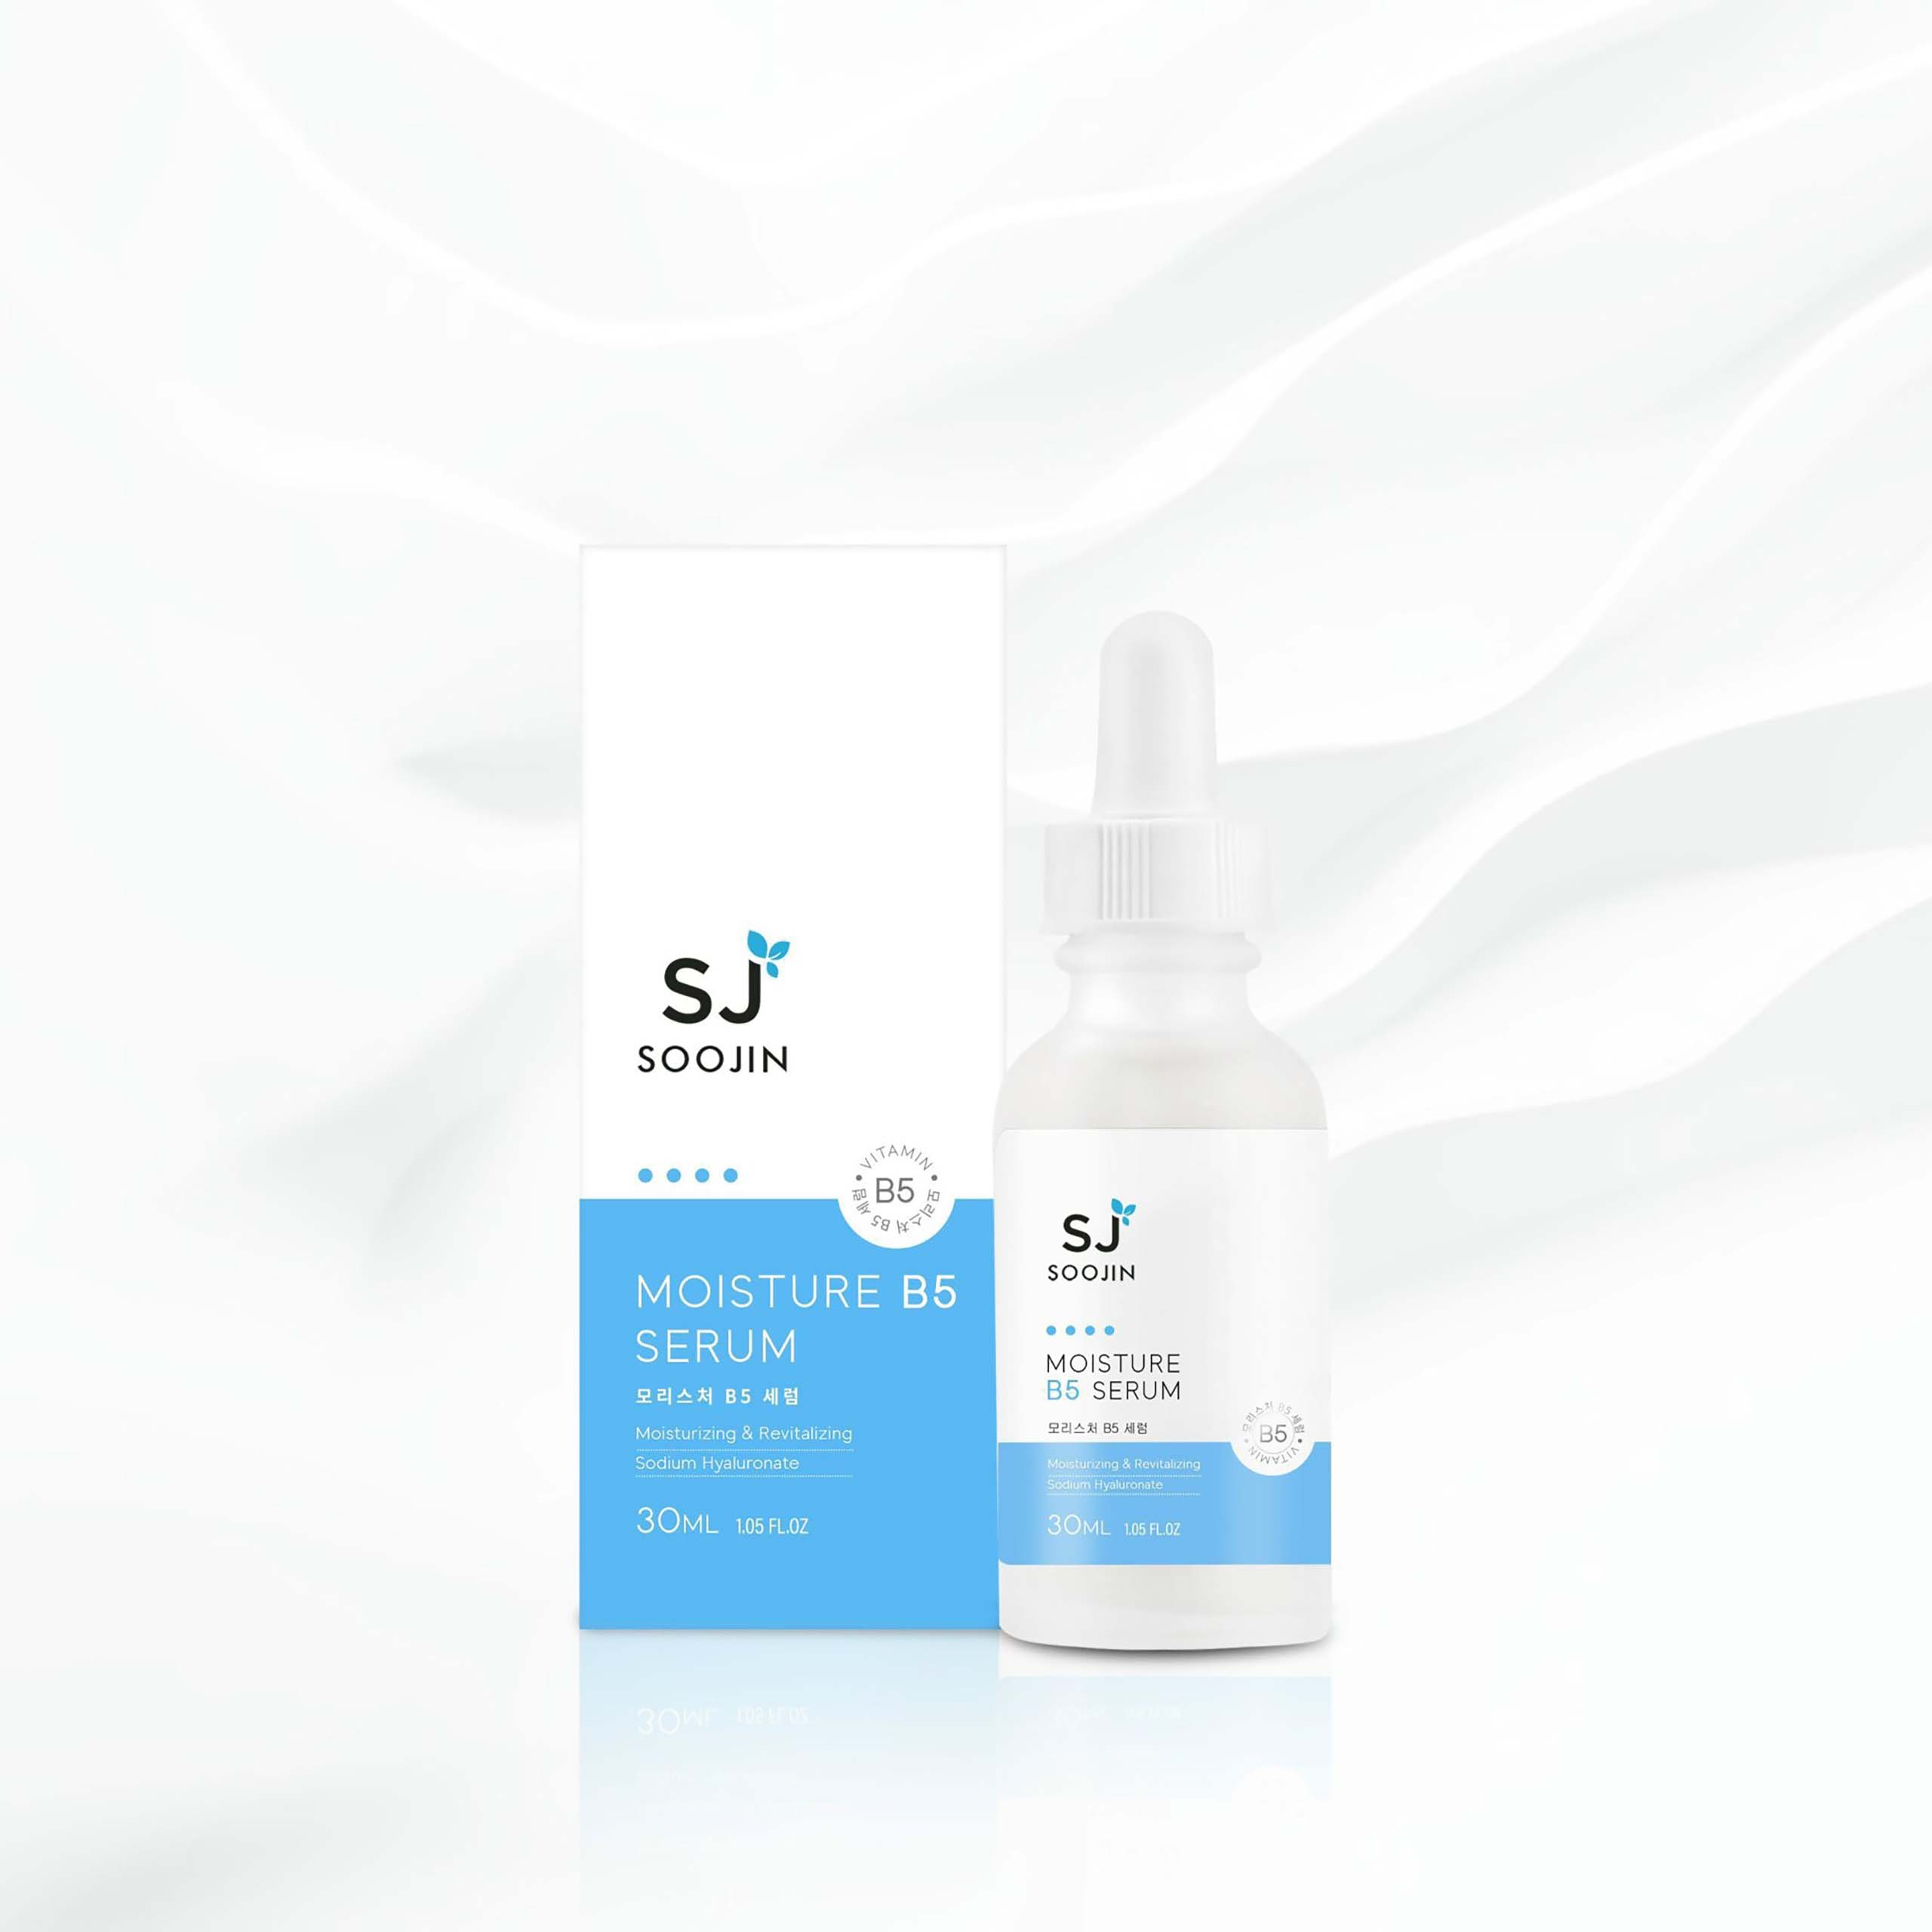 SJ
SOOJIN
VITAMIN
B5
모리스처 B5 세럼
MOISTURE B5
SERUM
모리스처 B5 세럼
Moisturizing & Revitalizing
Sodium Hyaluronate
30ML 1.05 FL.OZ
SJ
SOOJIN
MOISTURE
B5 SERUM
모리스처 B5 세럼
모리스처 B5 세럼
B5
VITAMIN
Moisturizing & Revitalizing
Sodium Hyaluronate
30ML 1.05 FL.OZ